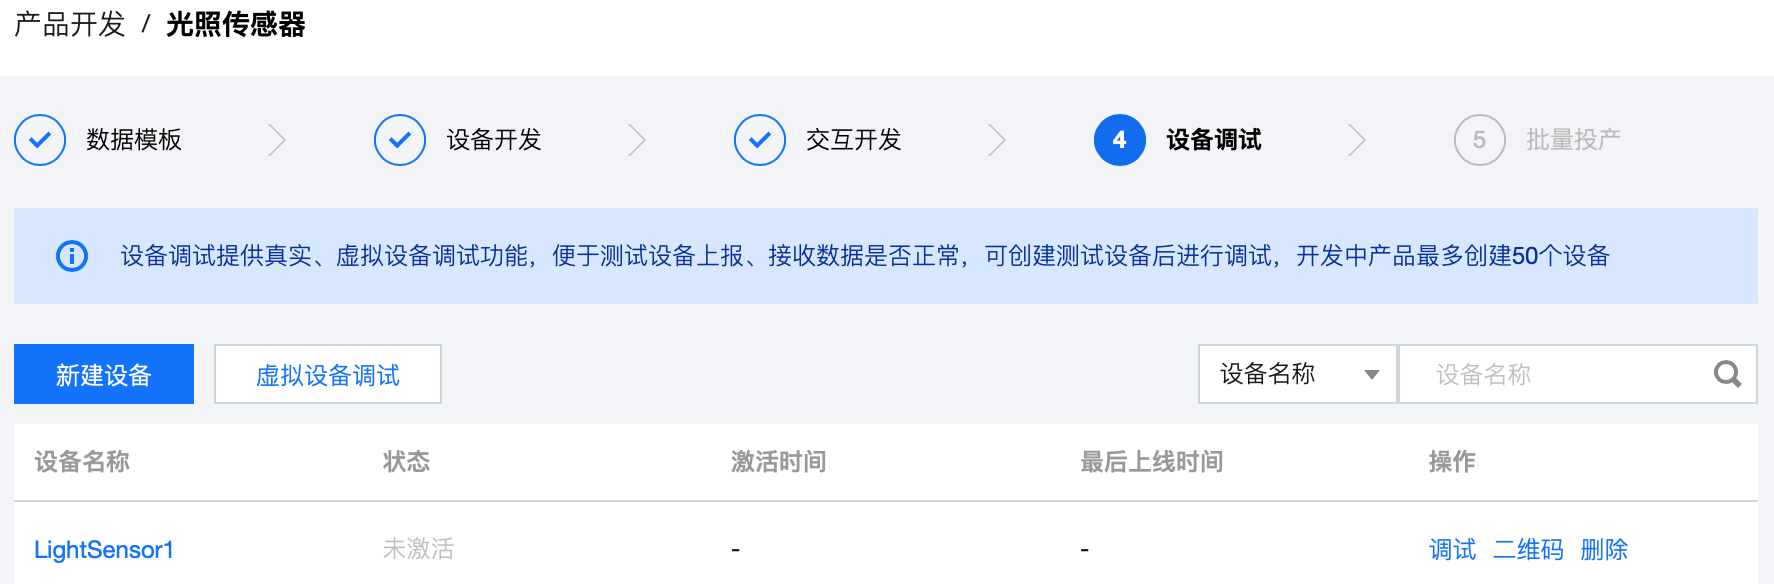 产品开发 / 光照传感器
数据模板 设备开发 交互开发 4 设备调试 5 批量投产
设备调试提供真实、虚拟设备调试功能，便于测试设备上报、接收数据是否正常，可创建测试设备后进行调试，开发中产品最多创建50个设备
新建设备 虚拟设备调试 设备名称 设备名称
设备名称 状态 激活时间 最后上线时间 操作
LightSensor1 未激活 - - 调试 二维码 删除